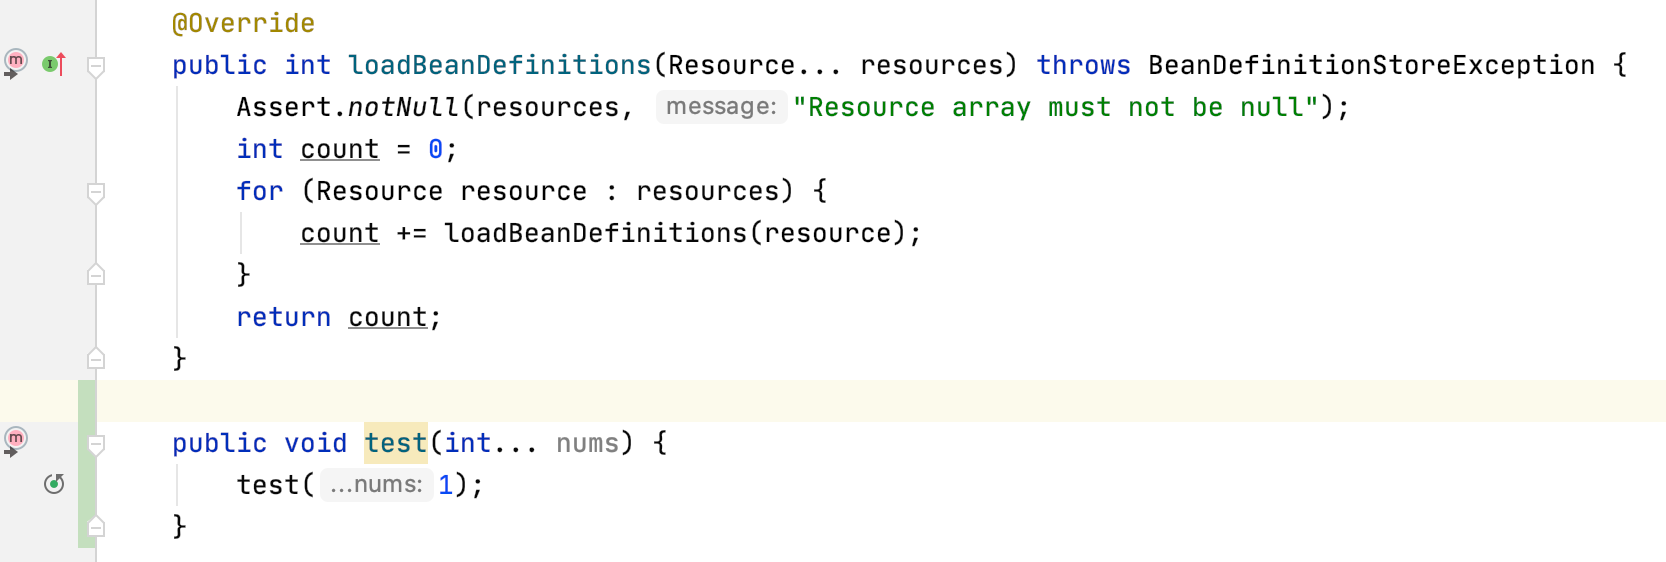 @Override
public int loadBeanDefinitions(Resource... resources) throws BeanDefinitionStoreException {
Assert.notNull(resources, message: "Resource array must not be null");
int count = 0;
for (Resource resource : resources) {
count += loadBeanDefinitions(resource);
}
return count;
}
public void test(int... nums) {
test( ...nums: 1);
}